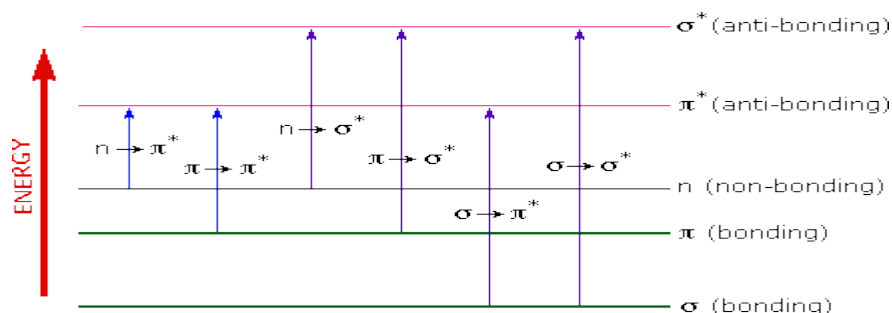 σ* (anti-bonding)
π* (anti-bonding)
n → σ*
n → π*
π → π*
π → σ*
σ → σ*
n (non-bonding)
σ → π*
π (bonding)
σ (bonding)
ENERGY